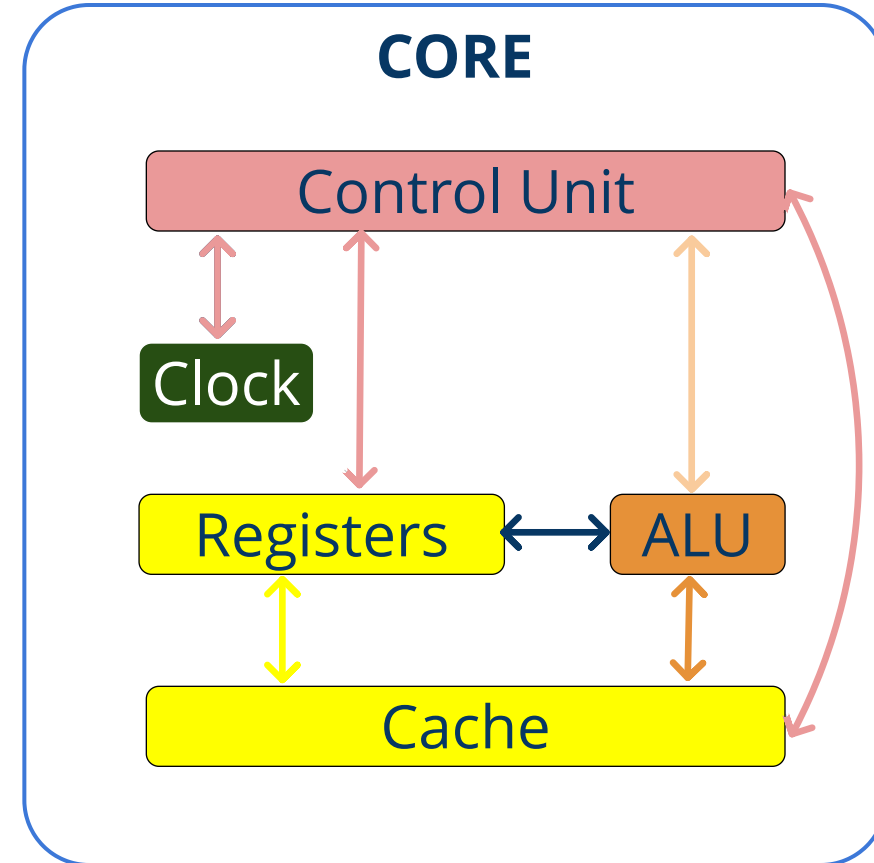 CORE
Control Unit
Clock
Registers
ALU
Cache